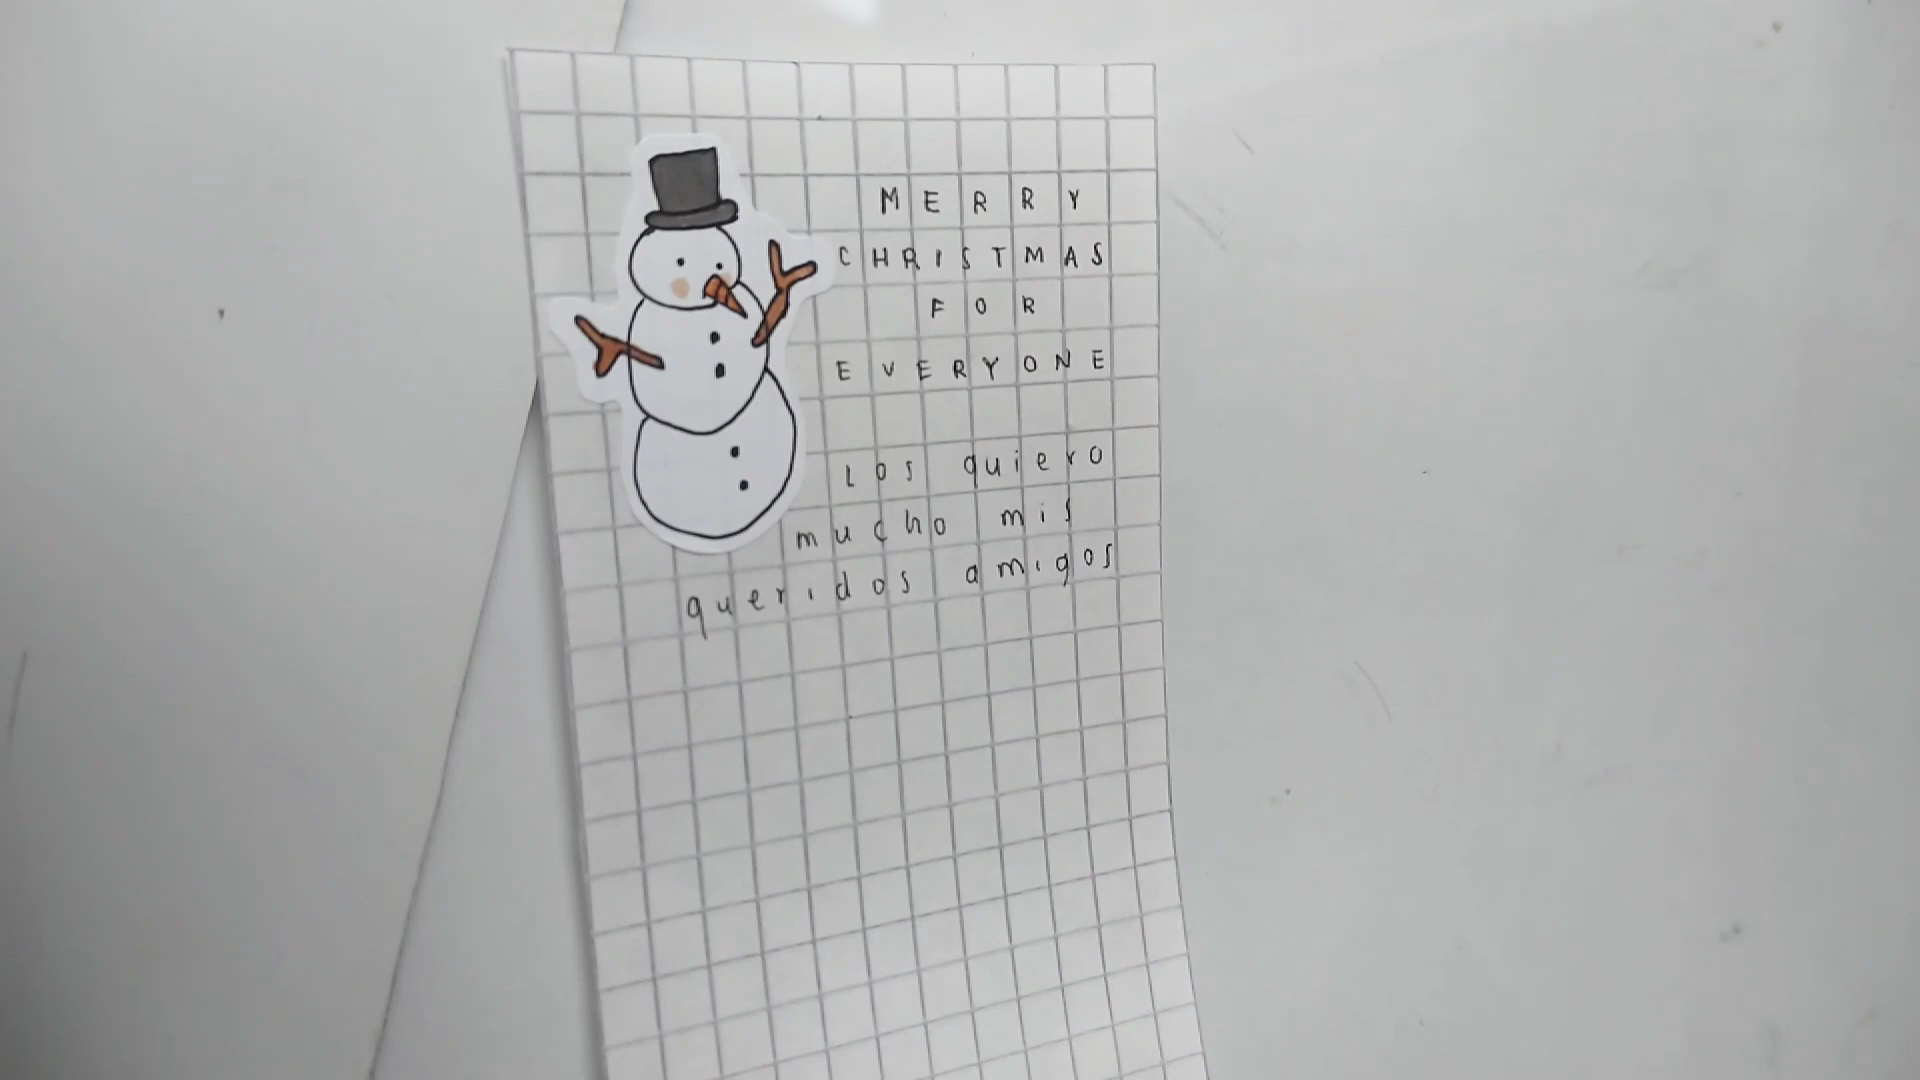 MERRY
CHRISTMAS
FOR
EVERYONE
Los quiero
mucho mis
queridos amigos